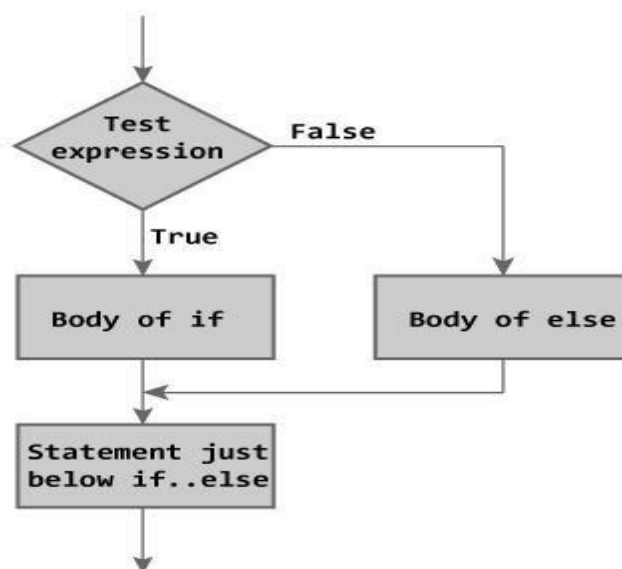 Test
expression
False
True
Body of if
Body of else
Statement just
below if..else